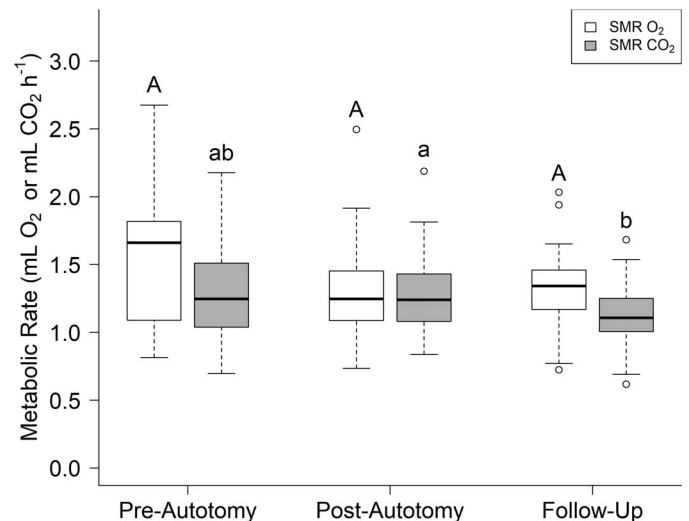 SMR O₂
SMR CO₂
Metabolic Rate (mL O₂ or mL CO₂ h⁻¹)
3.0
2.5
2.0
1.5
1.0
0.5
0.0
A
ab
A
a
A
b
Pre-Autotomy
Post-Autotomy
Follow-Up